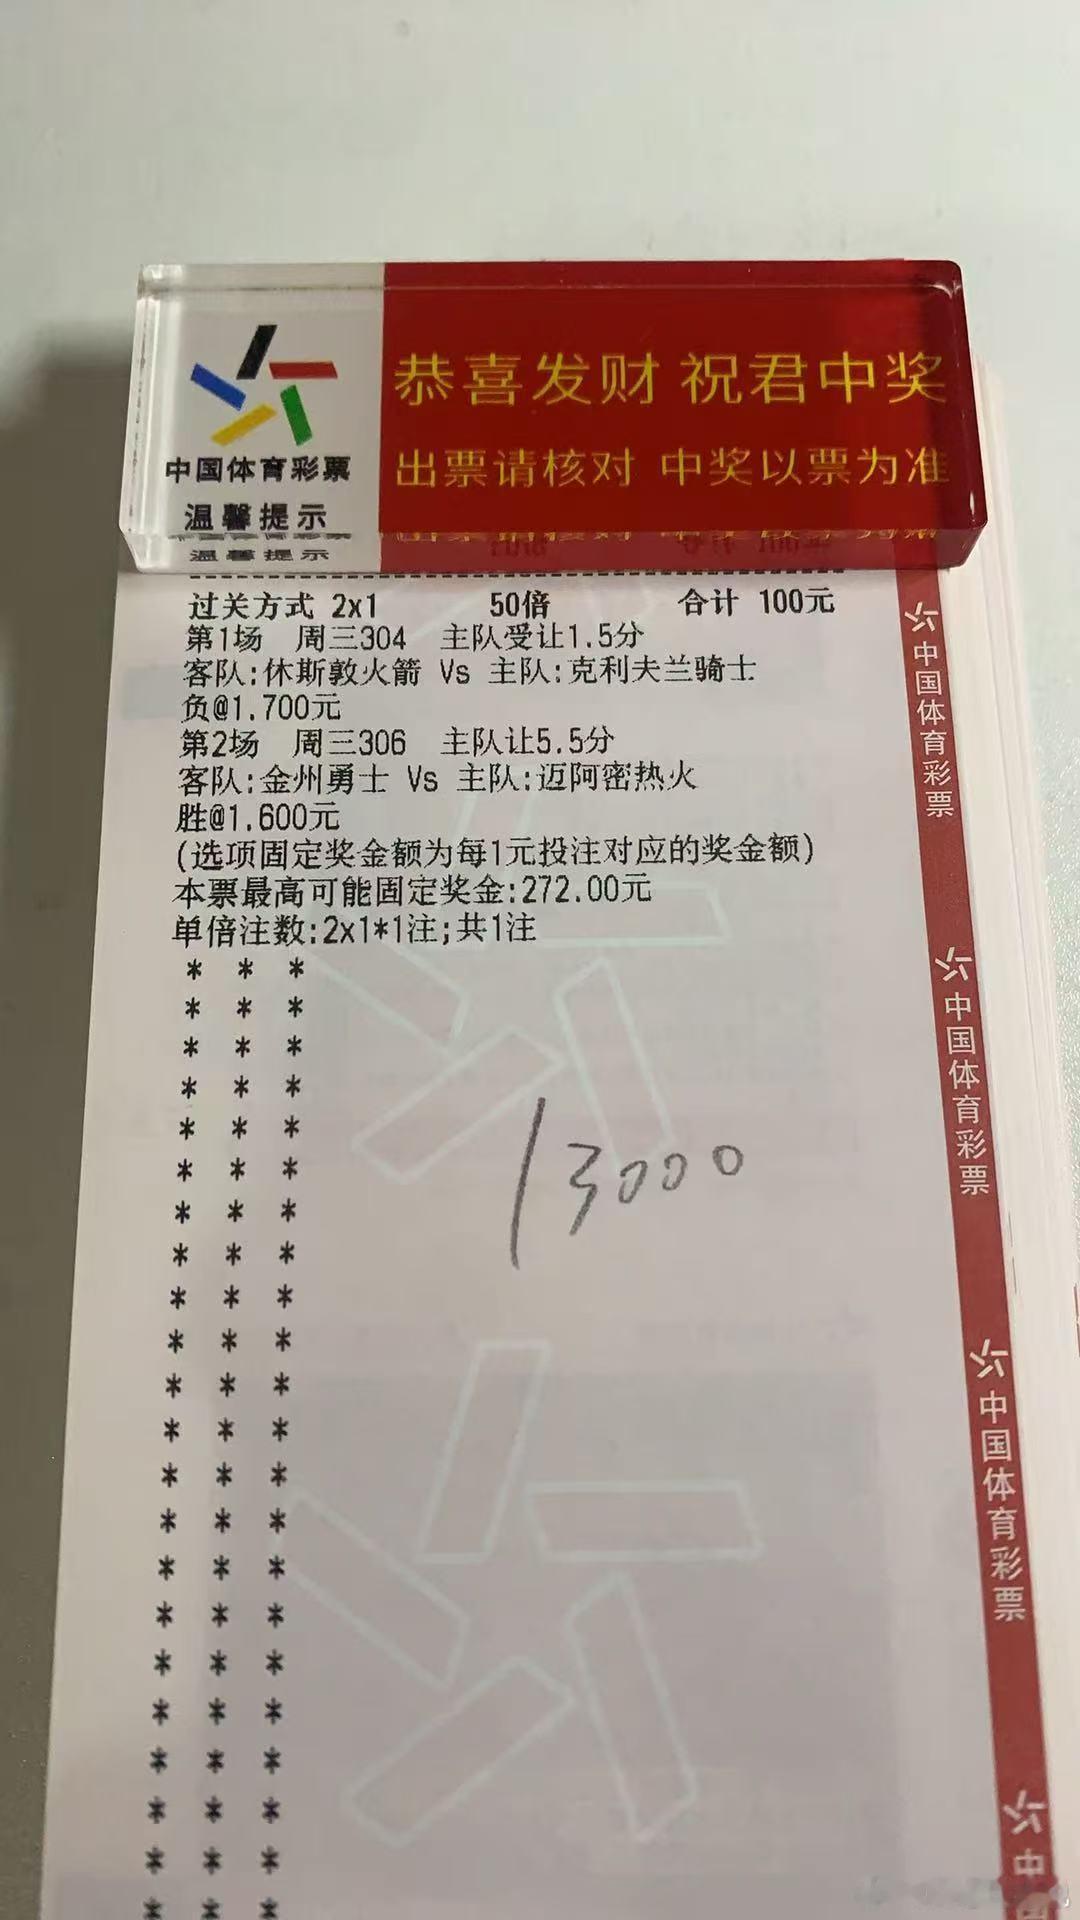 恭喜发财 祝君中奖
出票请核对 中奖以票为准
中国体育彩票
温馨提示
过关方式 2x1 50倍 合计 100元
第1场 周三304 主队受让1.5分
客队:休斯敦火箭 Vs 主队:克利夫兰骑士
负@1.700元
第2场 周三306 主队让5.5分
客队:金州勇士 Vs 主队:迈阿密热火
胜@1.600元
(选项固定奖金额为每1元投注对应的奖金额)
本票最高可能固定奖金:272.00元
单倍注数:2x1*1注;共1注
13000
中国体育彩票
中国体育彩票
中国体育彩票
中